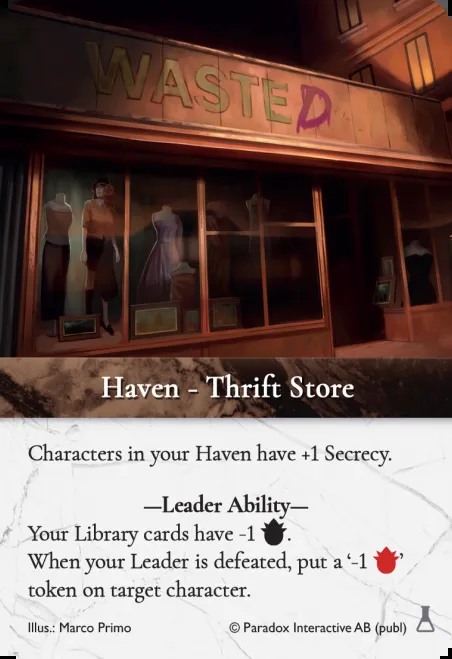 WASTED
Haven - Thrift Store
Characters in your Haven have +1 Secrecy.
—Leader Ability—
Your Library cards have -1 .
When your Leader is defeated, put a ‘-1 ’
token on target character.
Illus.: Marco Primo © Paradox Interactive AB (publ)